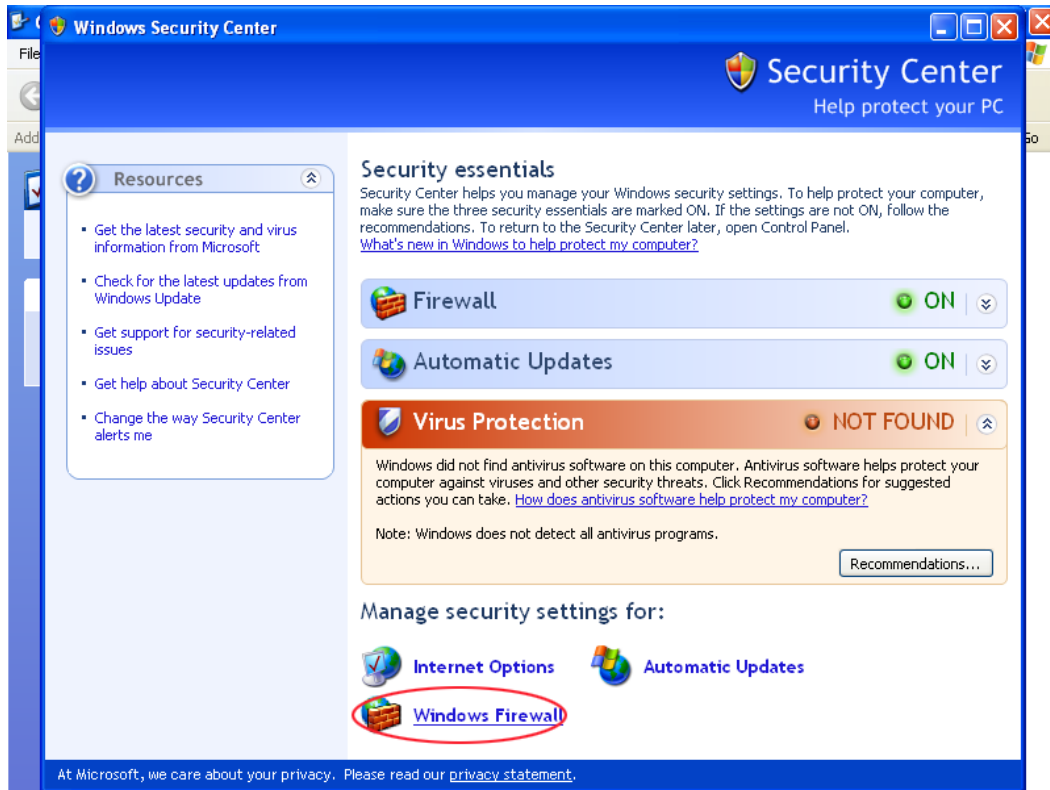 Windows Security Center
File
Security Center
Help protect your PC
Add
Resources
Get the latest security and virus
information from Microsoft
Check for the latest updates from
Windows Update
Get support for security-related
issues
Get help about Security Center
Change the way Security Center
alerts me
Security essentials
Security Center helps you manage your Windows security settings. To help protect your computer,
make sure the three security essentials are marked ON. If the settings are not ON, follow the
recommendations. To return to the Security Center later, open Control Panel.
What's new in Windows to help protect my computer?
Firewall ON
Automatic Updates ON
Virus Protection NOT FOUND
Windows did not find antivirus software on this computer. Antivirus software helps protect your
computer against viruses and other security threats. Click Recommendations for suggested
actions you can take. How does antivirus software help protect my computer?
Note: Windows does not detect all antivirus programs.
Recommendations...
Manage security settings for:
Internet Options Automatic Updates
Windows Firewall
At Microsoft, we care about your privacy. Please read our privacy statement.